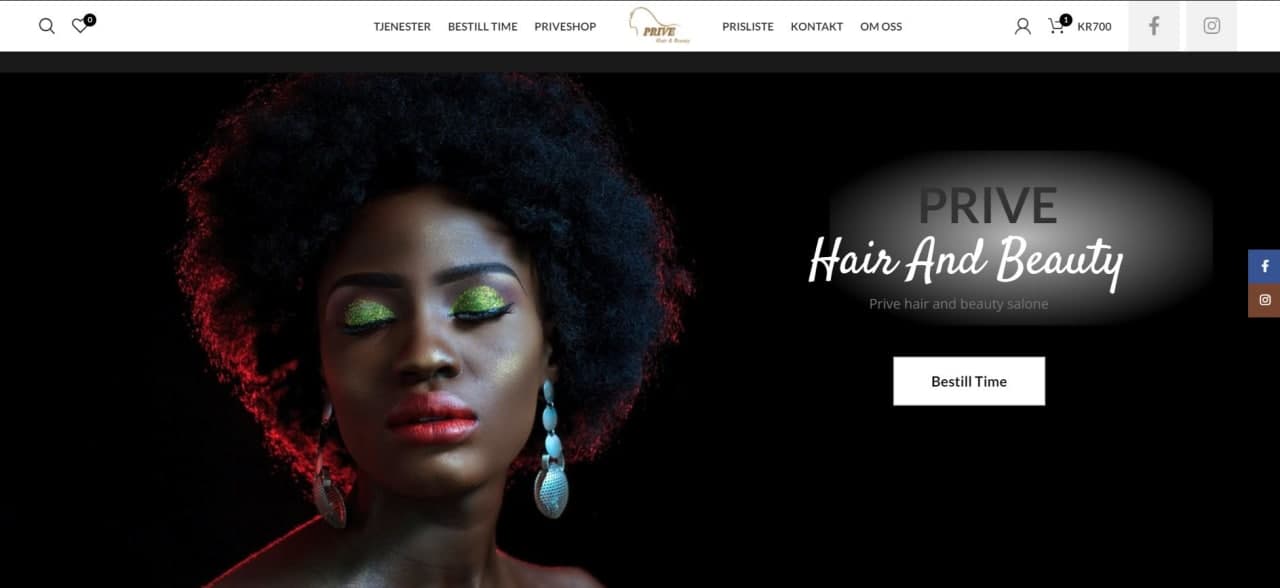 0
TJENESTER BESTILL TIME PRIVESHOP
PRIVE
Hair & Beauty
PRISLISTE KONTAKT OM OSS
1
KR700
PRIVE
Hair And Beauty
Prive hair and beauty salone
Bestill Time